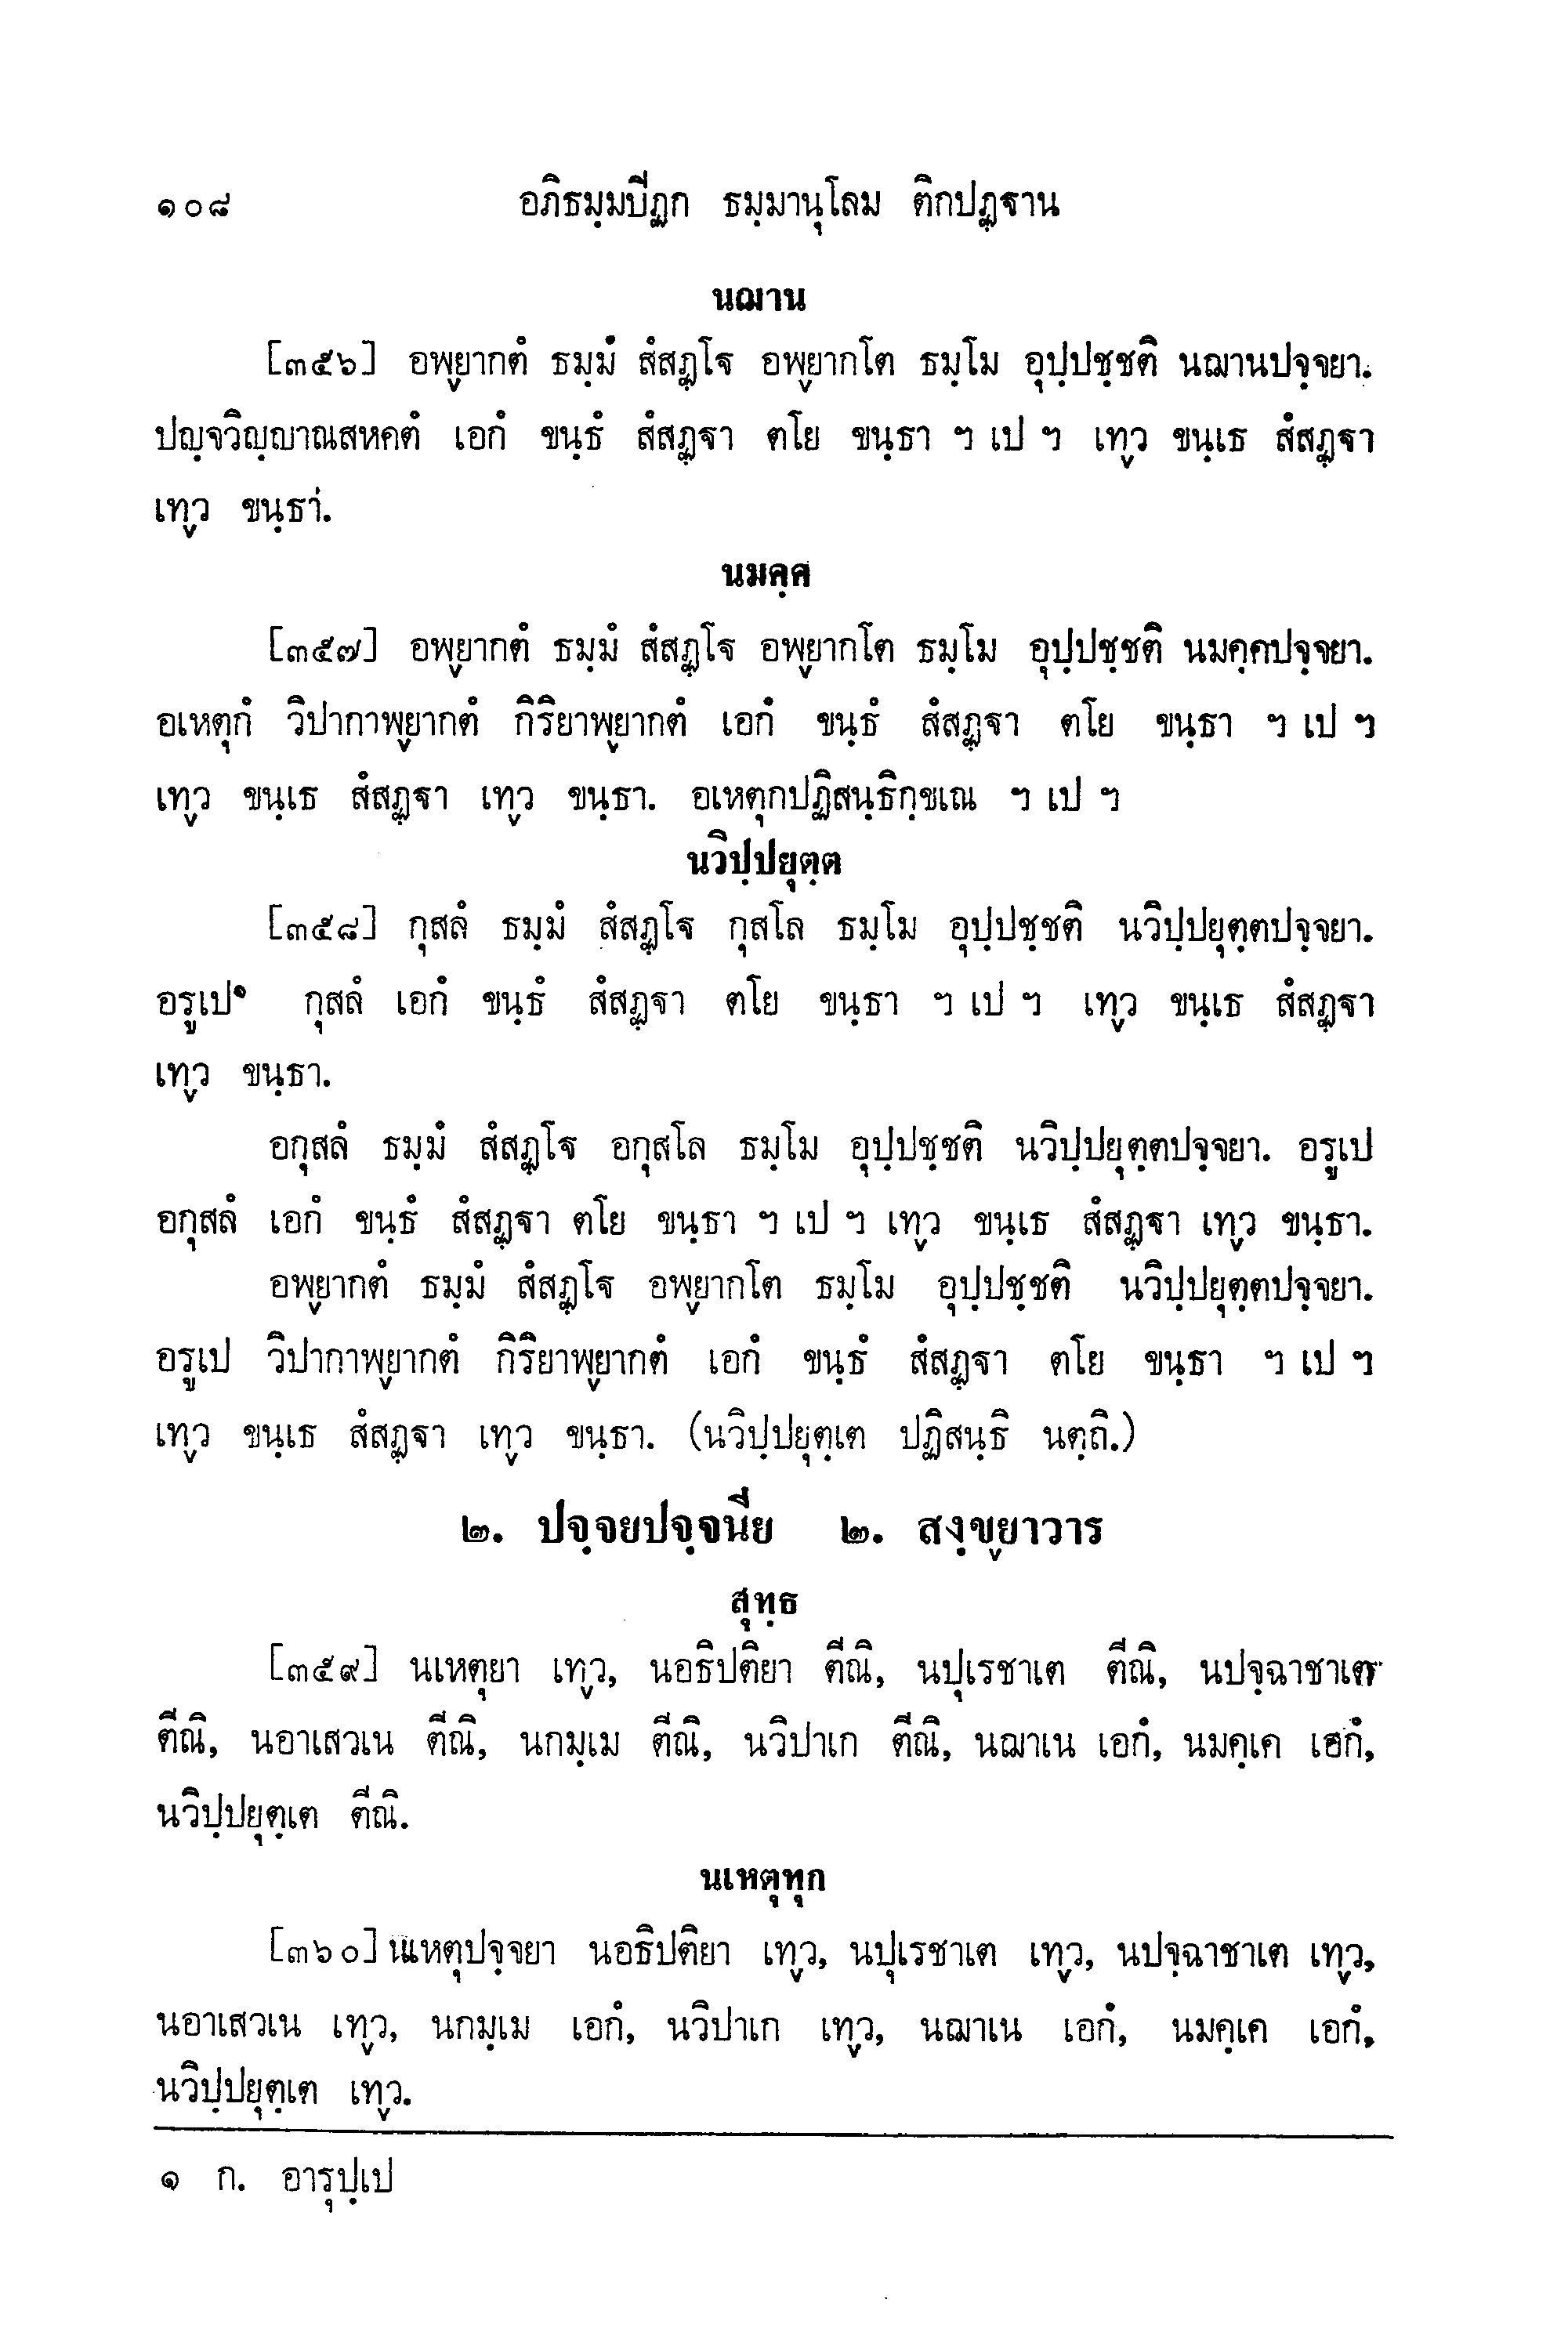 ๑๐๘ อภิธมฺมปีฏก ธมฺมานุโลม ติกปฏฺฐาน
นฌาน
[๓๕๖] อพฺยากตํ ธมฺมํ สํสฏฺโฐ อพฺยากโต ธมฺโม อุปฺปชฺชติ นฌานปจฺจยา.
ปญฺจวิญฺญาณสหคตํ เอกํ ขนฺธํ สํสฏฺฐา ตโย ขนฺธา ฯ เป ฯ เทฺว ขนฺเธ สํสฏฺฐา
เทฺว ขนฺธา.
นมคฺค
[๓๕๗] อพฺยากตํ ธมฺมํ สํสฏฺโฐ อพฺยากโต ธมฺโม อุปฺปชฺชติ นมคฺคปจฺจยา.
อเหตุกํ วิปากาพฺยากตํ กิริยาพฺยากตํ เอกํ ขนฺธํ สํสฏฺฐา ตโย ขนฺธา ฯ เป ฯ
เทฺว ขนฺเธ สํสฏฺฐา เทฺว ขนฺธา. อเหตุกปฏิสนฺธิกฺขเณ ฯ เป ฯ
นวิปฺปยุตฺต
[๓๕๘] กุสลํ ธมฺมํ สํสฏฺโฐ กุสโล ธมฺโม อุปฺปชฺชติ นวิปฺปยุตฺตปจฺจยา.
อรูเป๑ กุสลํ เอกํ ขนฺธํ สํสฏฺฐา ตโย ขนฺธา ฯ เป ฯ เทฺว ขนฺเธ สํสฏฺฐา
เทฺว ขนฺธา.
อกุสลํ ธมฺมํ สํสฏฺโฐ อกุสโล ธมฺโม อุปฺปชฺชติ นวิปฺปยุตฺตปจฺจยา. อรูเป
อกุสลํ เอกํ ขนฺธํ สํสฏฺฐา ตโย ขนฺธา ฯ เป ฯ เทฺว ขนฺเธ สํสฏฺฐา เทฺว ขนฺธา.
อพฺยากตํ ธมฺมํ สํสฏฺโฐ อพฺยากโต ธมฺโม อุปฺปชฺชติ นวิปฺปยุตฺตปจฺจยา.
อรูเป วิปากาพฺยากตํ กิริยาพฺยากตํ เอกํ ขนฺธํ สํสฏฺฐา ตโย ขนฺธา ฯ เป ฯ
เทฺว ขนฺเธ สํสฏฺฐา เทฺว ขนฺธา. (นวิปฺปยุตฺเต ปฏิสนฺธิ นตฺถิ.)
๒. ปจฺจยปจฺจนีย ๒. สงฺขฺยาวาร
สุทฺธ
[๓๕๙] นเหตุยา เทฺว, นอธิปติยา ตีณิ, นปุเรชาเต ตีณิ, นปจฺฉาชาเต
ตีณิ, นอาเสวเน ตีณิ, นกมฺเม ตีณิ, นวิปาเก ตีณิ, นฌาเน เอกํ, นมคฺเค เอกํ,
นวิปฺปยุตฺเต ตีณิ.
นเหตุทุก
[๓๖๐] นเหตุปจฺจยา นอธิปติยา เทฺว, นปุเรชาเต เทฺว, นปจฺฉาชาเต เทฺว,
นอาเสวเน เทฺว, นกมฺเม เอกํ, นวิปาเก เทฺว, นฌาเน เอกํ, นมคฺเค เอกํ,
นวิปฺปยุตฺเต เทฺว.
๑ ก. อารุปฺเป